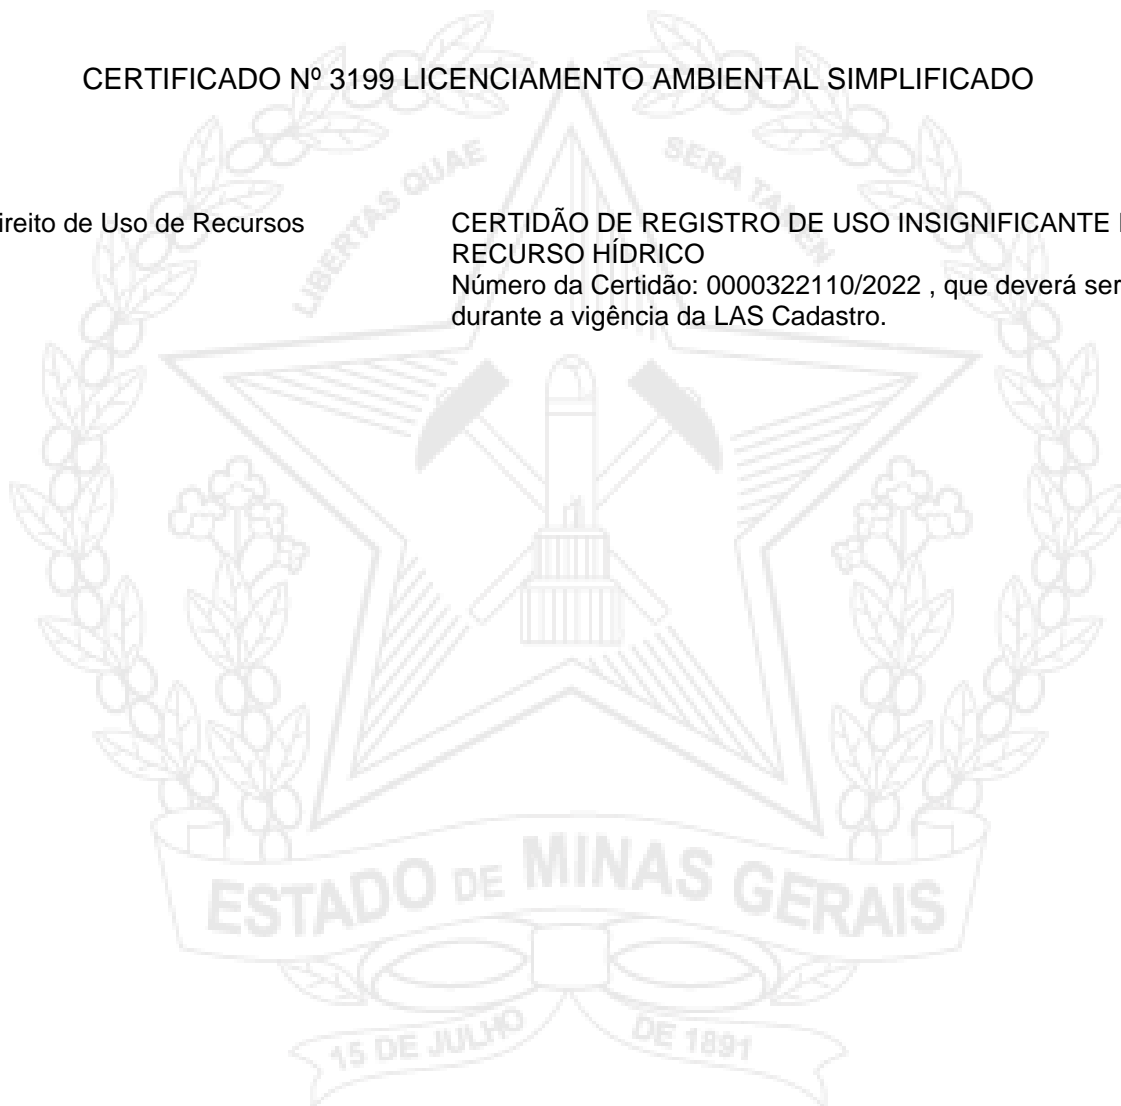 CERTIFICADO Nº 3199 LICENCIAMENTO AMBIENTAL SIMPLIFICADO
LIBERTAS QUAE SERA TAMEN
ireito de Uso de Recursos
CERTIDÃO DE REGISTRO DE USO INSIGNIFICANTE
RECURSO HÍDRICO
Número da Certidão: 0000322110/2022 , que deverá ser
durante a vigência da LAS Cadastro.
ESTADO DE MINAS GERAIS
15 DE JULHO DE 1891